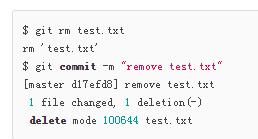 $ git rm test.txt
rm 'test.txt'
$ git commit -m "remove test.txt"
[master d17efd8] remove test.txt
 1 file changed, 1 deletion(-)
 delete mode 100644 test.txt